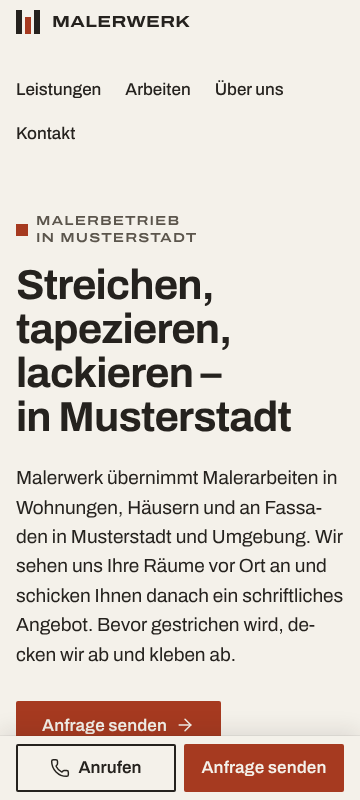 MALERWERK
Leistungen Arbeiten Über uns
Kontakt
MALERBETRIEB
IN MUSTERSTADT
Streichen,
tapezieren,
lackieren –
in Musterstadt
Malerwerk übernimmt Malerarbeiten in
Wohnungen, Häusern und an Fassa-
den in Musterstadt und Umgebung. Wir
sehen uns Ihre Räume vor Ort an und
schicken Ihnen danach ein schriftliches
Angebot. Bevor gestrichen wird, de-
cken wir ab und kleben ab.
Anfrage senden
Anrufen Anfrage senden